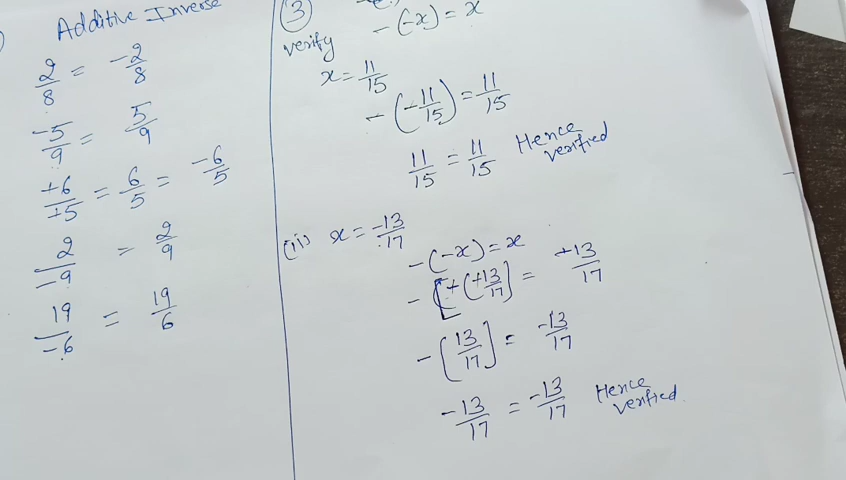 Additive Inverse
2/8 = -2/8
-5/9 = 5/9
+6/+5 = 6/5 = -6/5
2/-9 = 2/9
19/-6 = 19/6
3
-(-x) = x
verify
x = 11/15
-(-11/15) = 11/15
11/15 = 11/15 Hence verified
(ii) x = -13/17
-(-x) = x
-[+(+13/17] = +13/17
-(13/17] = -13/17
-13/17 = -13/17 Hence verified.